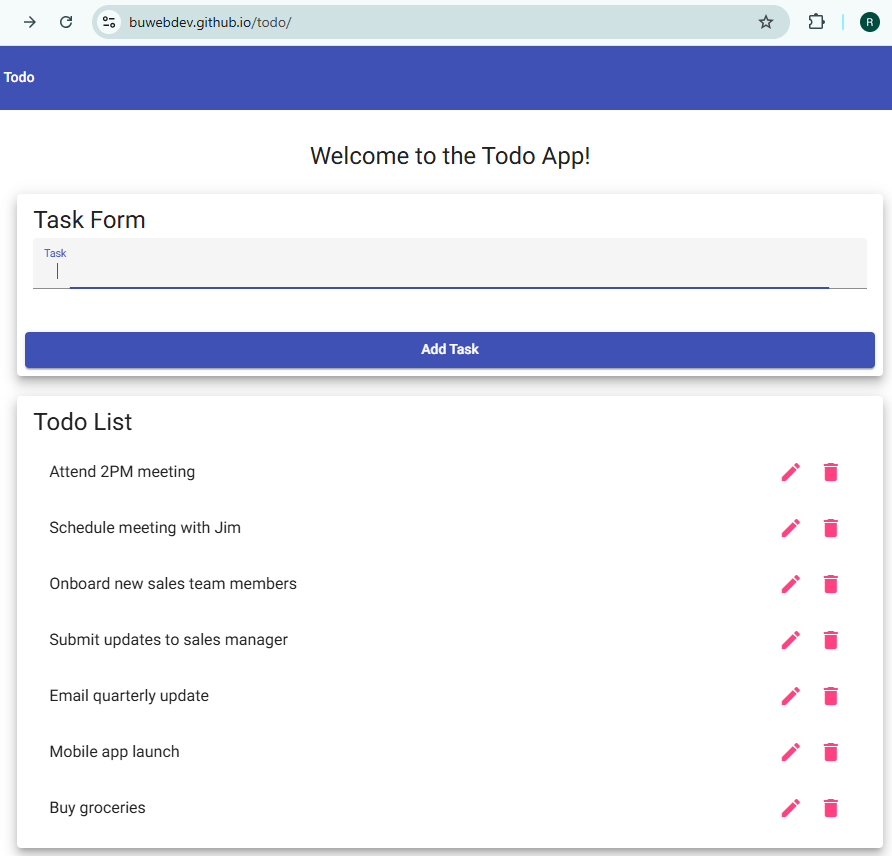 buwebdev.github.io/todo/
R
Todo
Welcome to the Todo App!
Task Form
Task
Add Task
Todo List
Attend 2PM meeting
Schedule meeting with Jim
Onboard new sales team members
Submit updates to sales manager
Email quarterly update
Mobile app launch
Buy groceries